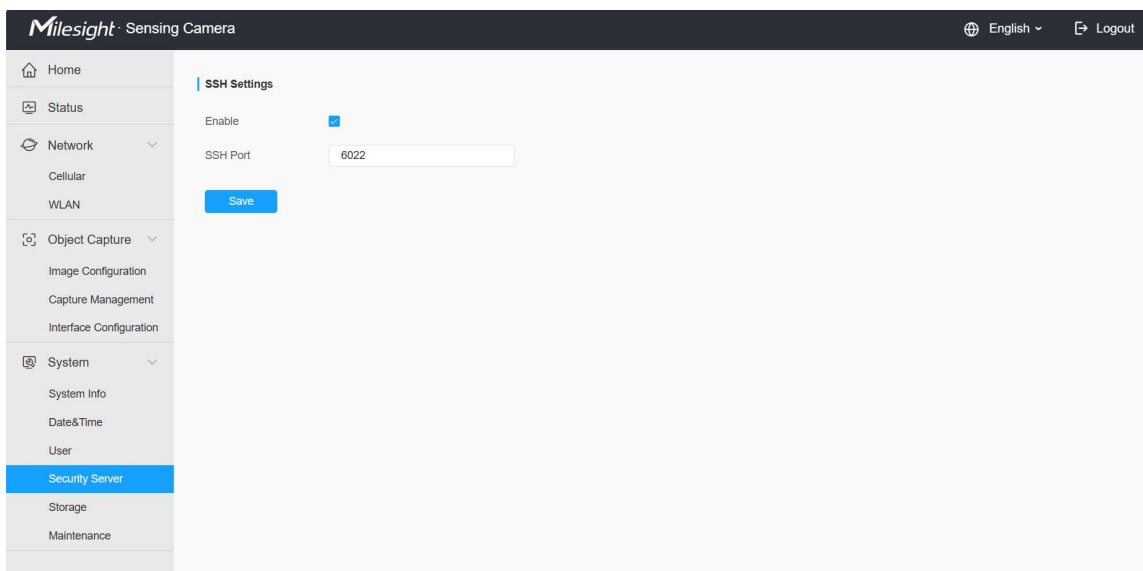 Milesight · Sensing Camera
English
Logout
Home
Status
Network
Cellular
WLAN
Object Capture
Image Configuration
Capture Management
Interface Configuration
System
System Info
Date&Time
User
Security Server
Storage
Maintenance
SSH Settings
Enable
SSH Port 6022
Save